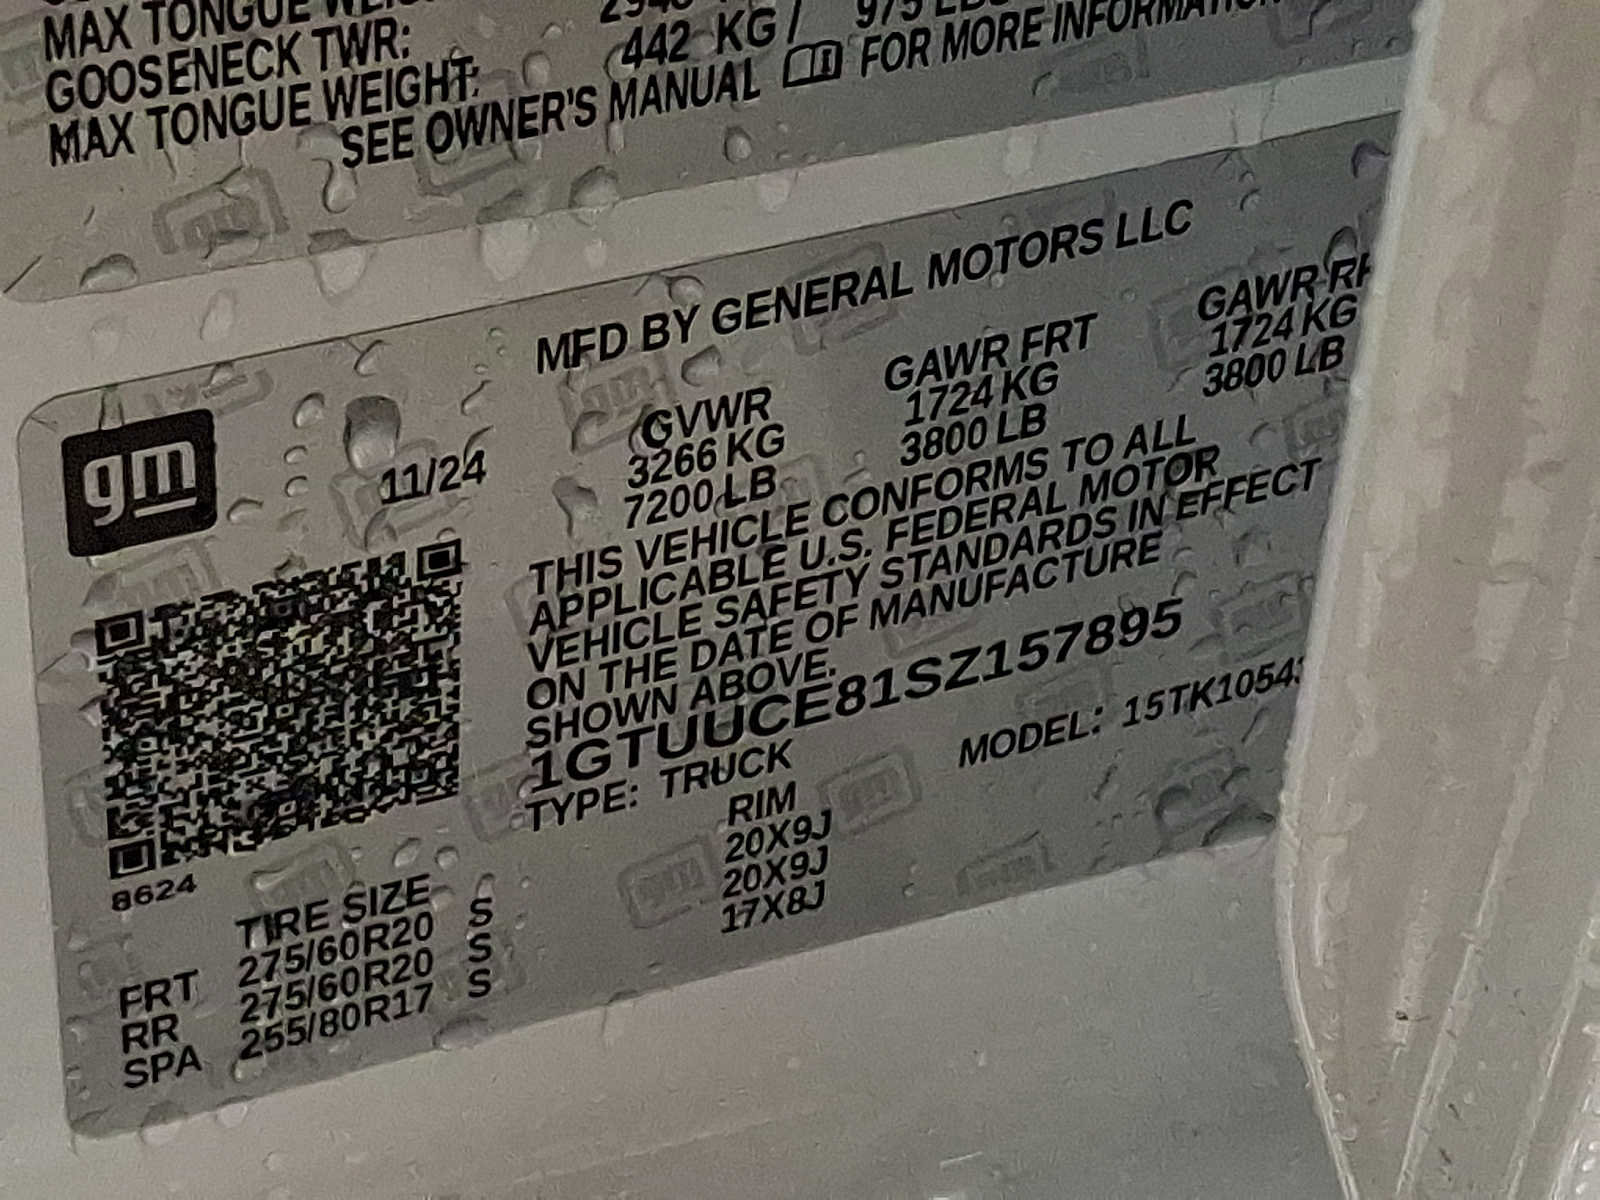 MAX TONGUE
GOOSENECK TWR:
MAX TONGUE WEIGHT: 442 KG / 975
SEE OWNER'S MANUAL FOR MORE INFORMATION
MFD BY GENERAL MOTORS LLC
gm
11/24
GVWR GAWR FRT GAWR
3266 KG 1724 KG 1724 KG
7200 LB 3800 LB 3800 LB
THIS VEHICLE CONFORMS TO ALL
APPLICABLE U.S. FEDERAL MOTOR
VEHICLE SAFETY STANDARDS IN EFFECT
ON THE DATE OF MANUFACTURE
SHOWN ABOVE.
1GTUUCE81SZ157895
TYPE: TRUCK MODEL: 15TK1054
8624
TIRE SIZE RIM
FRT 275/60R20 S 20X9J
RR 275/60R20 S 20X9J
SPA 255/80R17 S 17X8J